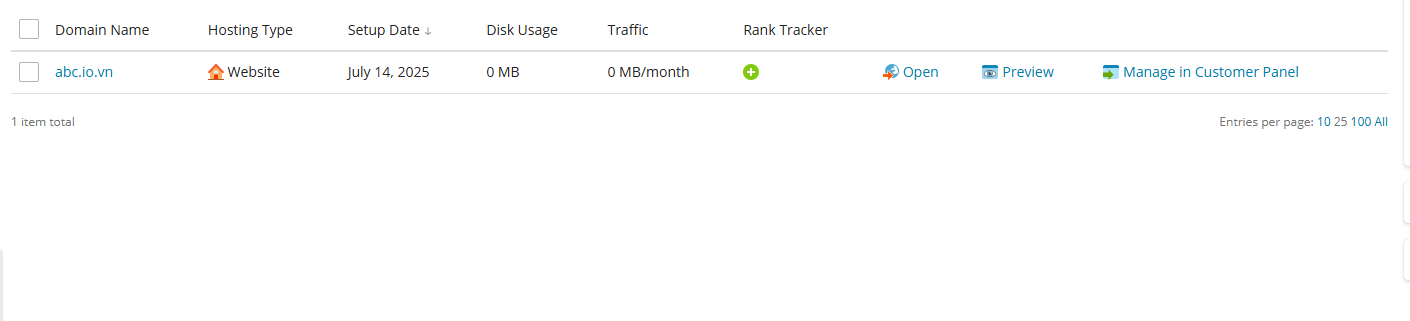 Domain Name Hosting Type Setup Date ↓ Disk Usage Traffic Rank Tracker
abc.io.vn Website July 14, 2025 0 MB 0 MB/month Open Preview Manage in Customer Panel
1 item total Entries per page: 10 25 100 All